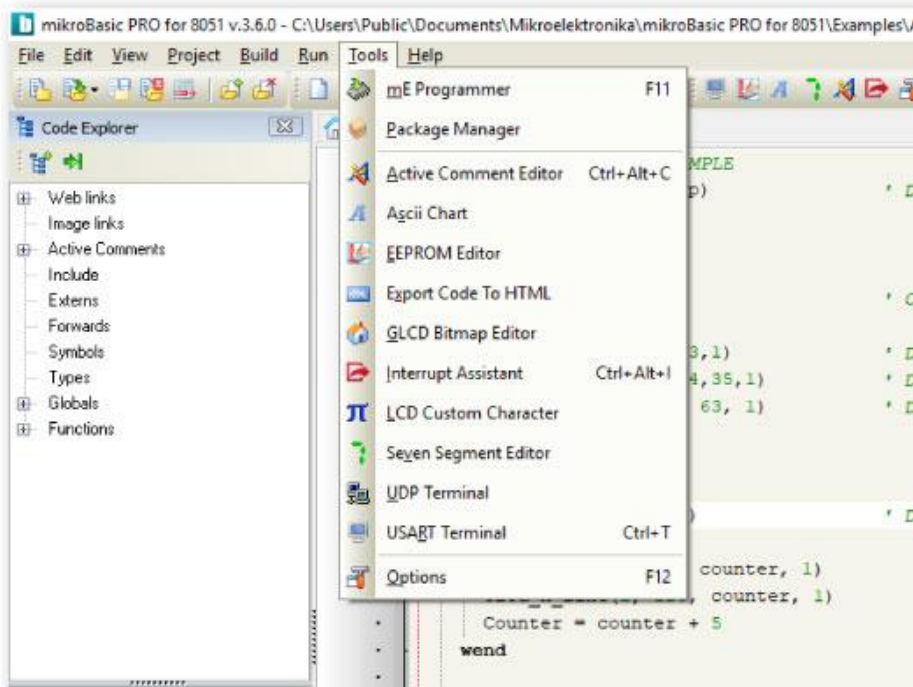 mikroBasic PRO for 8051 v.3.6.0 - C:\Users\Public\Documents\Mikroelektronika\mikroBasic PRO for 8051\Examples\
File Edit View Project Build Run Tools Help
Code Explorer
Web links
Image links
Active Comments
Include
Externs
Forwards
Symbols
Types
Globals
Functions
mE Programmer F11
Package Manager
Active Comment Editor Ctrl+Alt+C
Ascii Chart
EEPROM Editor
Export Code To HTML
GLCD Bitmap Editor
Interrupt Assistant Ctrl+Alt+I
LCD Custom Character
Seven Segment Editor
UDP Terminal
USART Terminal Ctrl+T
Options F12
MPLE
p) ' D
' C
3,1) ' D
4,35,1) ' D
63, 1) ' D
) ' D
counter, 1)
, counter, 1)
Counter = counter + 5
wend